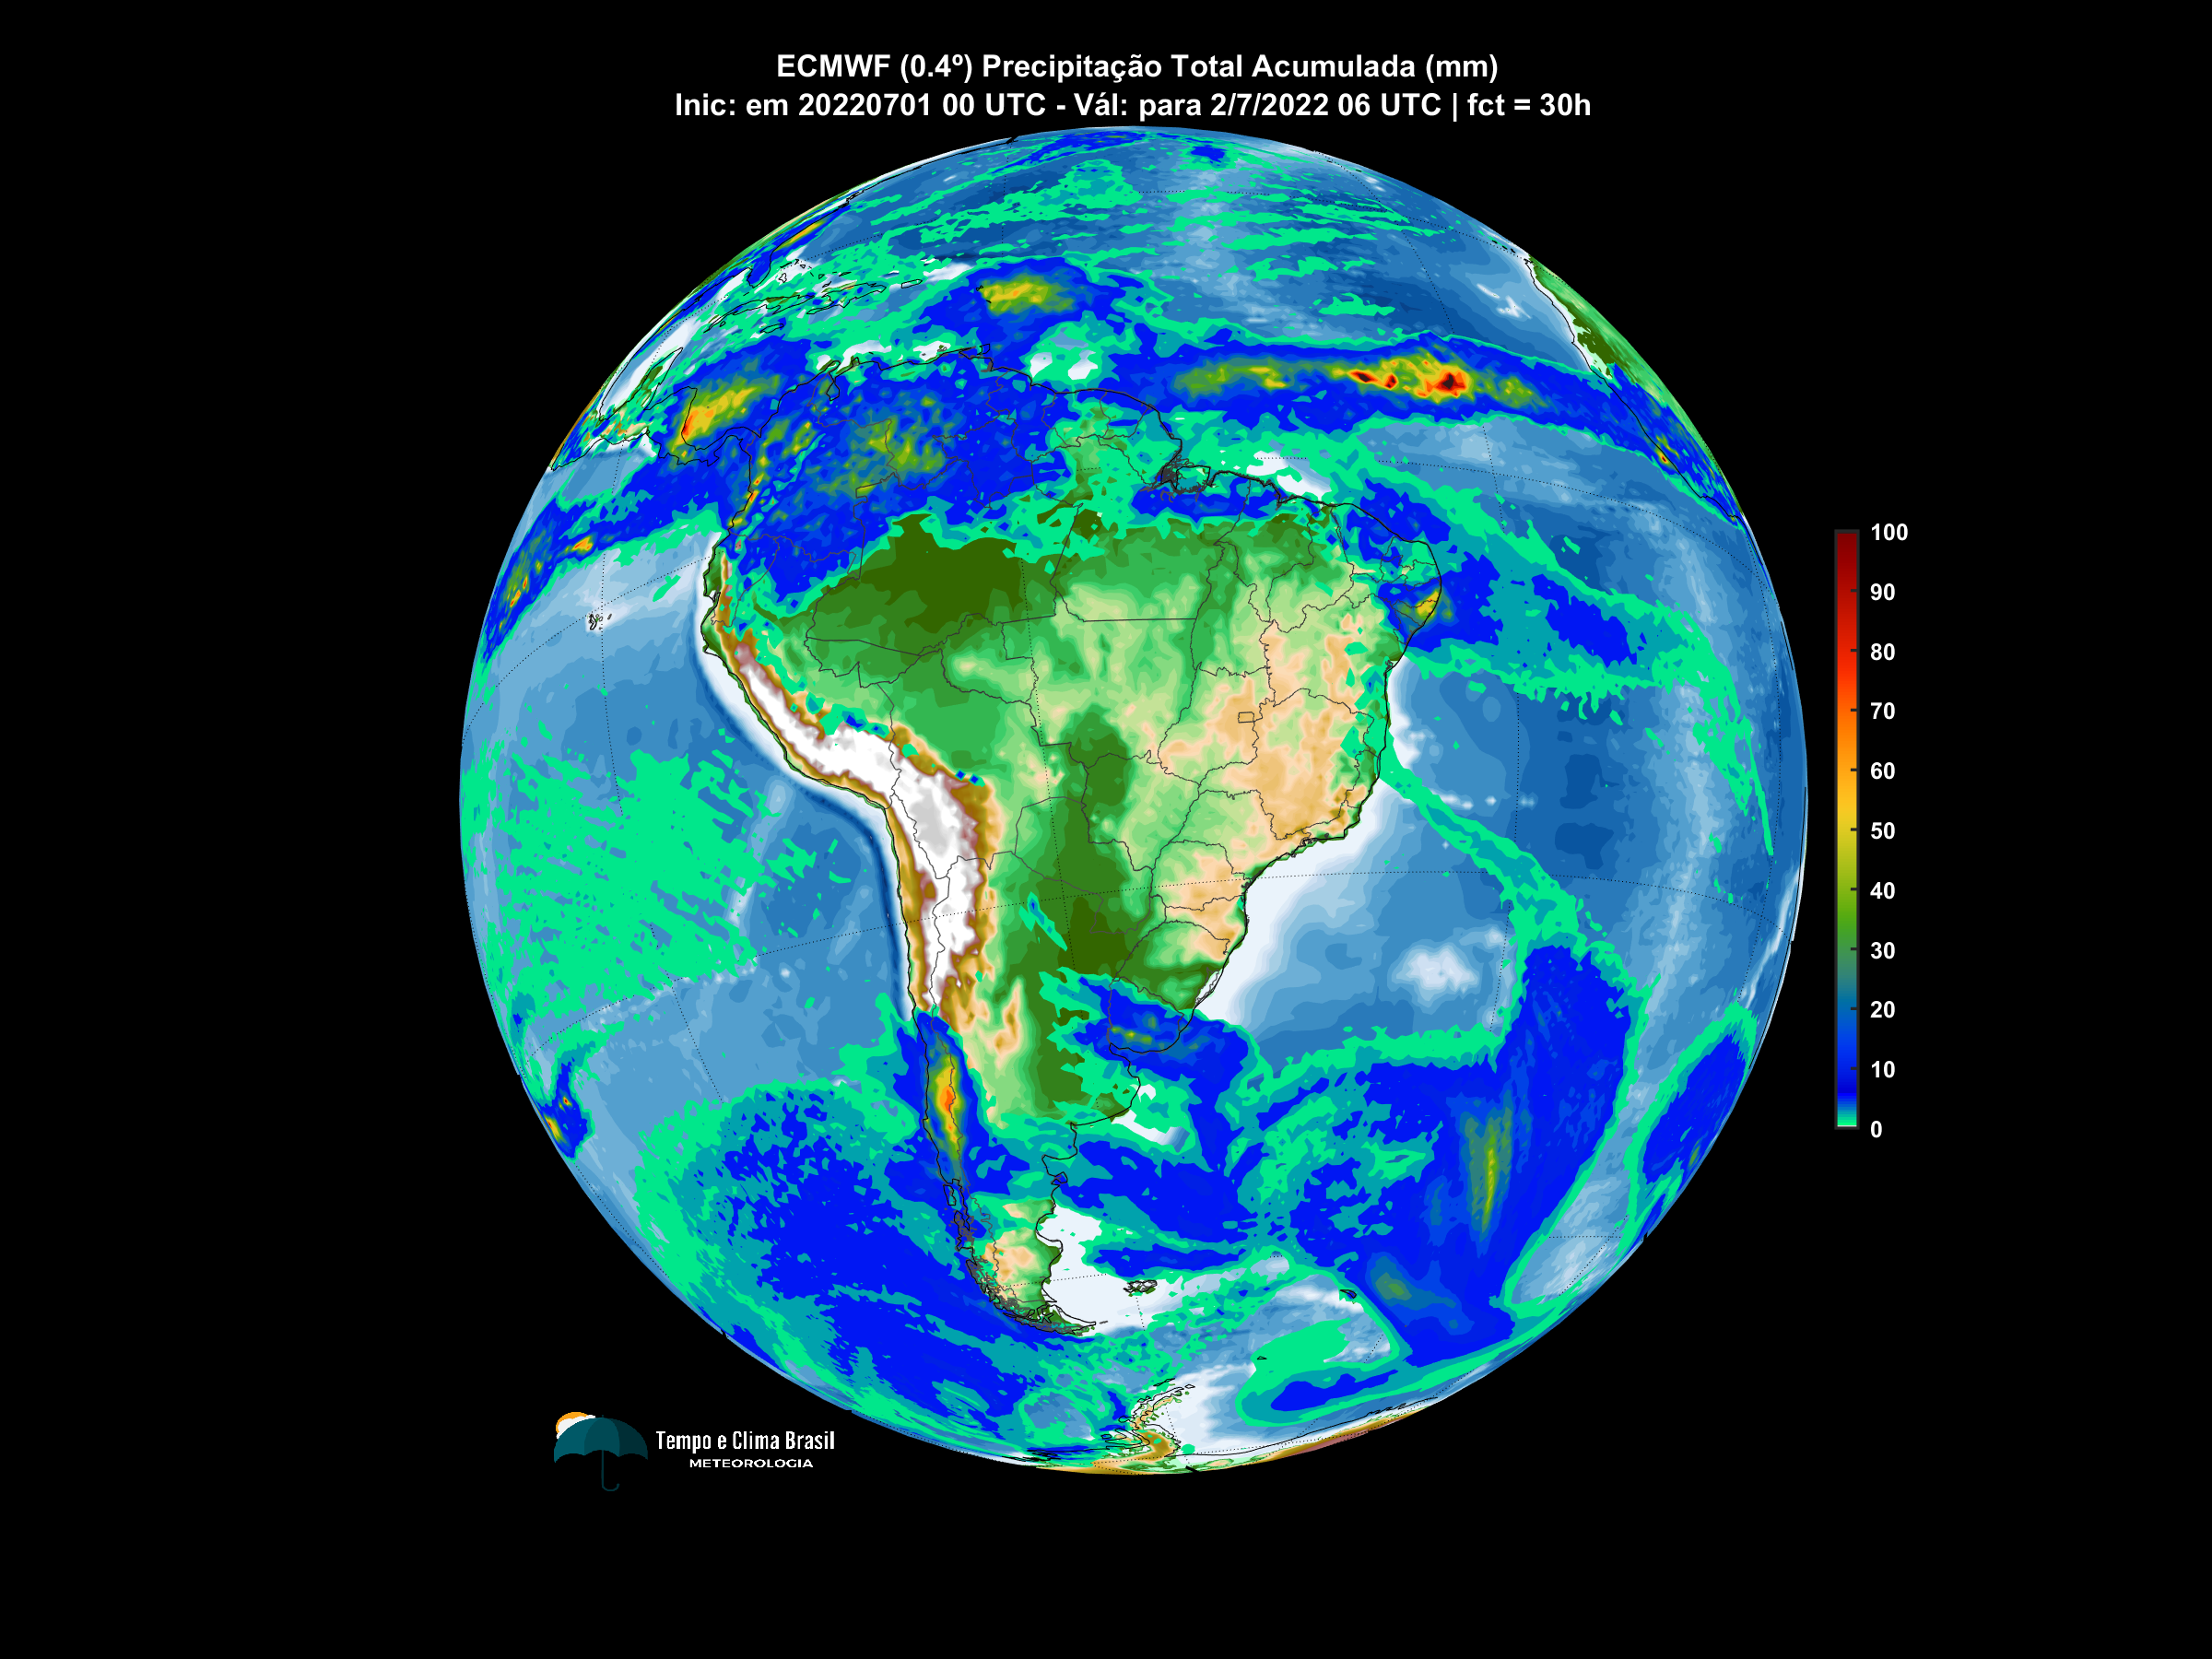 ECMWF (0.4º) Precipitação Total Acumulada (mm)
Inic: em 20220701 00 UTC - Vál: para 2/7/2022 06 UTC | fct = 30h
100
90
80
70
60
50
40
30
20
10
0
Tempo e Clima Brasil
METEOROLOGIA